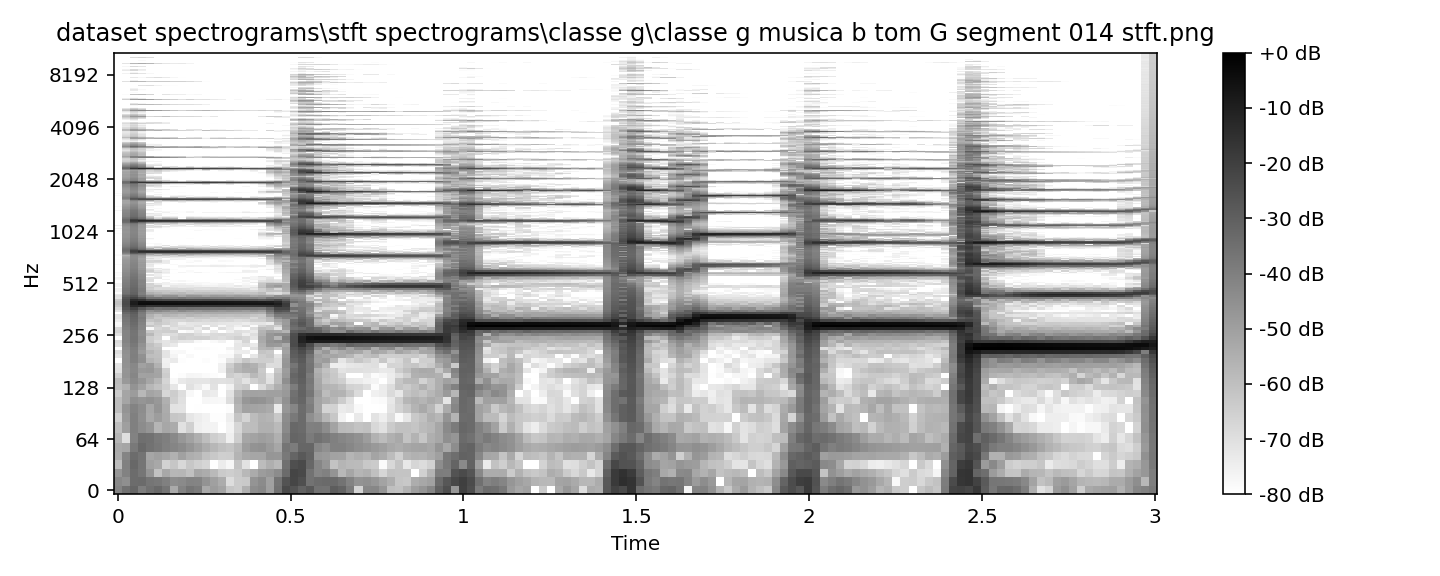 dataset spectrograms\stft spectrograms\classe g\classe g musica b tom G segment 014 stft.png
8192
4096
2048
1024
512
256
128
64
0
Hz
0
0.5
1
1.5
2
2.5
3
Time
+0 dB
-10 dB
-20 dB
-30 dB
-40 dB
-50 dB
-60 dB
-70 dB
-80 dB